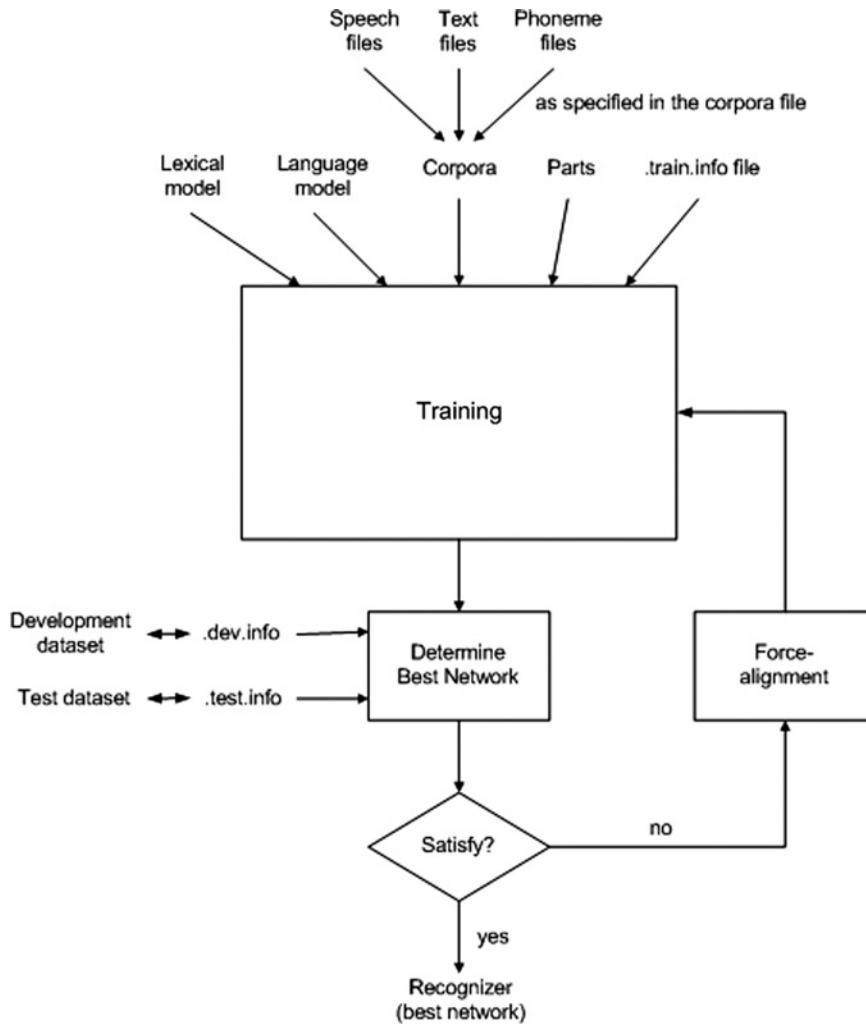 Speech
files
Text
files
Phoneme
files
as specified in the corpora file
Lexical
model
Language
model
Corpora
Parts
.train.info file
Training
Development
dataset
.dev.info
Determine
Best Network
Force-
alignment
Test dataset
.test.info
Satisfy?
no
yes
Recognizer
(best network)